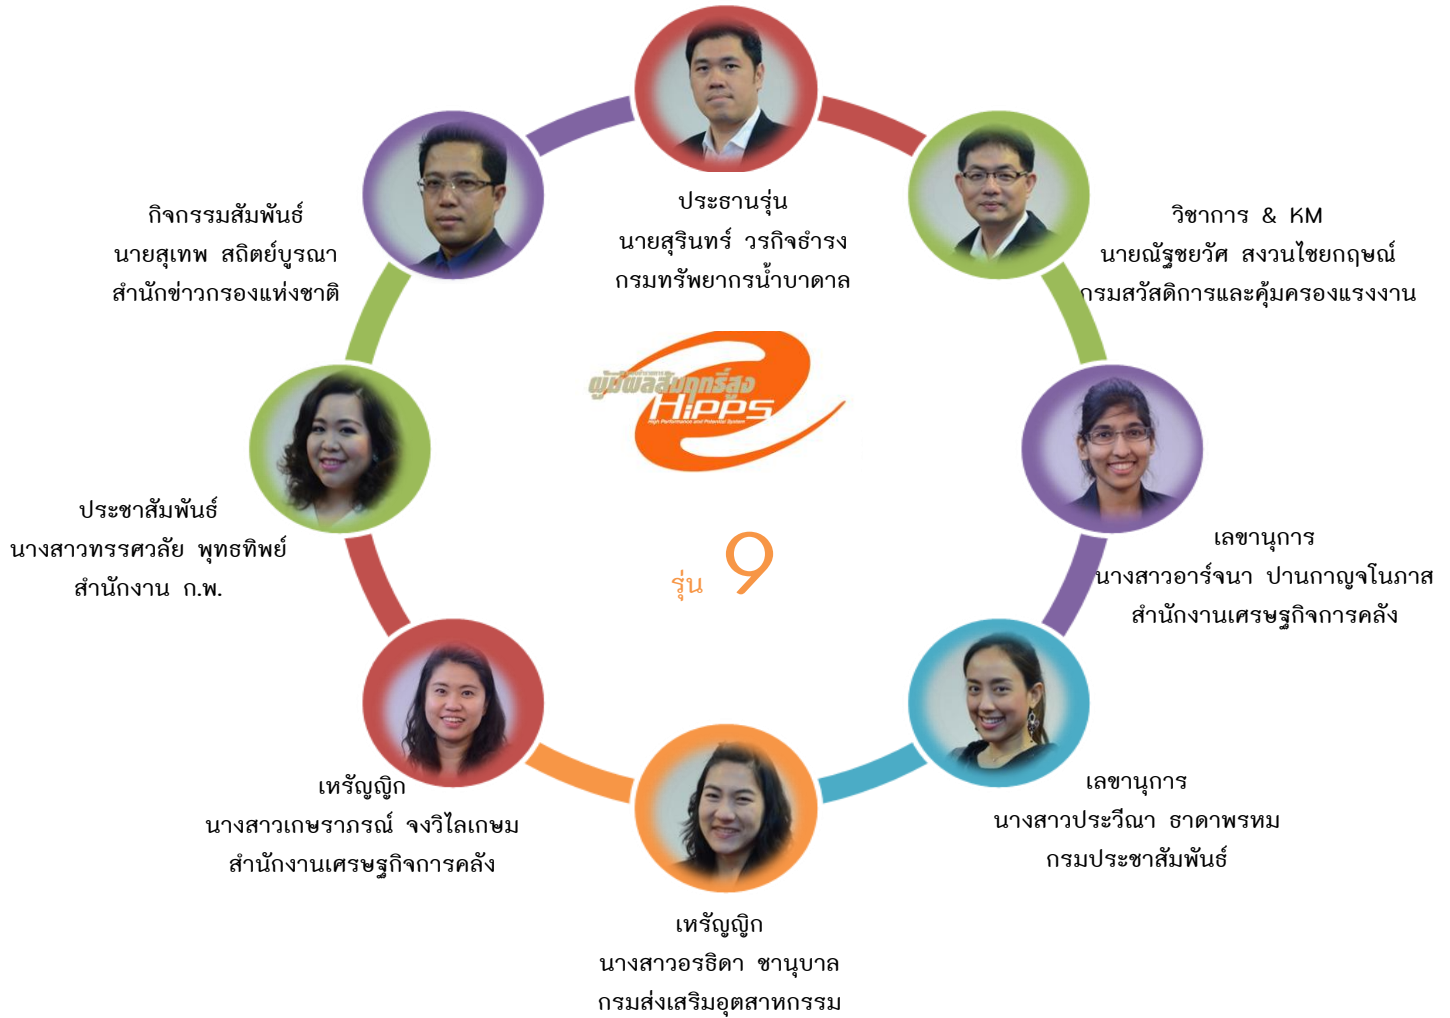 ประธานรุ่น
นายสุรินทร์ วรกิจธำรง
กรมทรัพยากรน้ำบาดาล
วิชาการ & KM
นายณัฐชยวัศ สงวนไชยกฤษณ์
กรมสวัสดิการและคุ้มครองแรงงาน
เลขานุการ
นางสาวอาร์จนา ปานกาญจโนภาส
สำนักงานเศรษฐกิจการคลัง
เลขานุการ
นางสาวประวีณา ธาดาพรหม
กรมประชาสัมพันธ์
เหรัญญิก
นางสาวอรธิดา ชานุบาล
กรมส่งเสริมอุตสาหกรรม
เหรัญญิก
นางสาวเกษราภรณ์ จงวิไลเกษม
สำนักงานเศรษฐกิจการคลัง
ประชาสัมพันธ์
นางสาวทรรศวลัย พุทธทิพย์
สำนักงาน ก.พ.
กิจกรรมสัมพันธ์
นายสุเทพ สถิตย์บูรณา
สำนักข่าวกรองแห่งชาติ
ผู้มีผลสัมฤทธิ์สูง
HiPPS
High Performance and Potential System
รุ่น 9